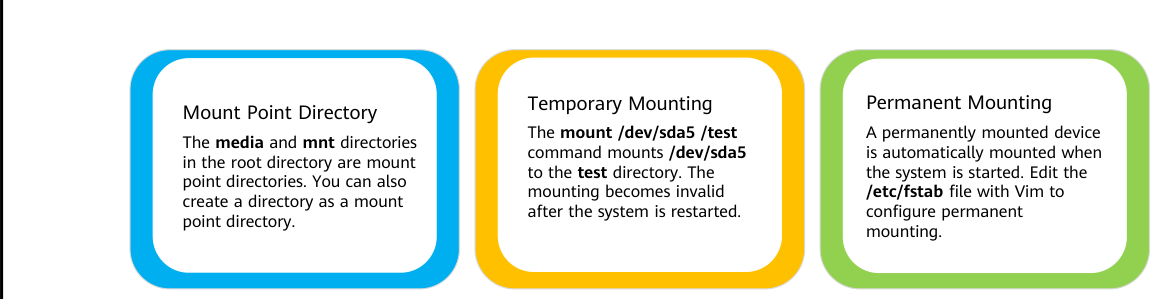 Mount Point Directory
The media and mnt directories
in the root directory are mount
point directories. You can also
create a directory as a mount
point directory.
Temporary Mounting
The mount /dev/sda5 /test
command mounts /dev/sda5
to the test directory. The
mounting becomes invalid
after the system is restarted.
Permanent Mounting
A permanently mounted device
is automatically mounted when
the system is started. Edit the
/etc/fstab file with Vim to
configure permanent
mounting.